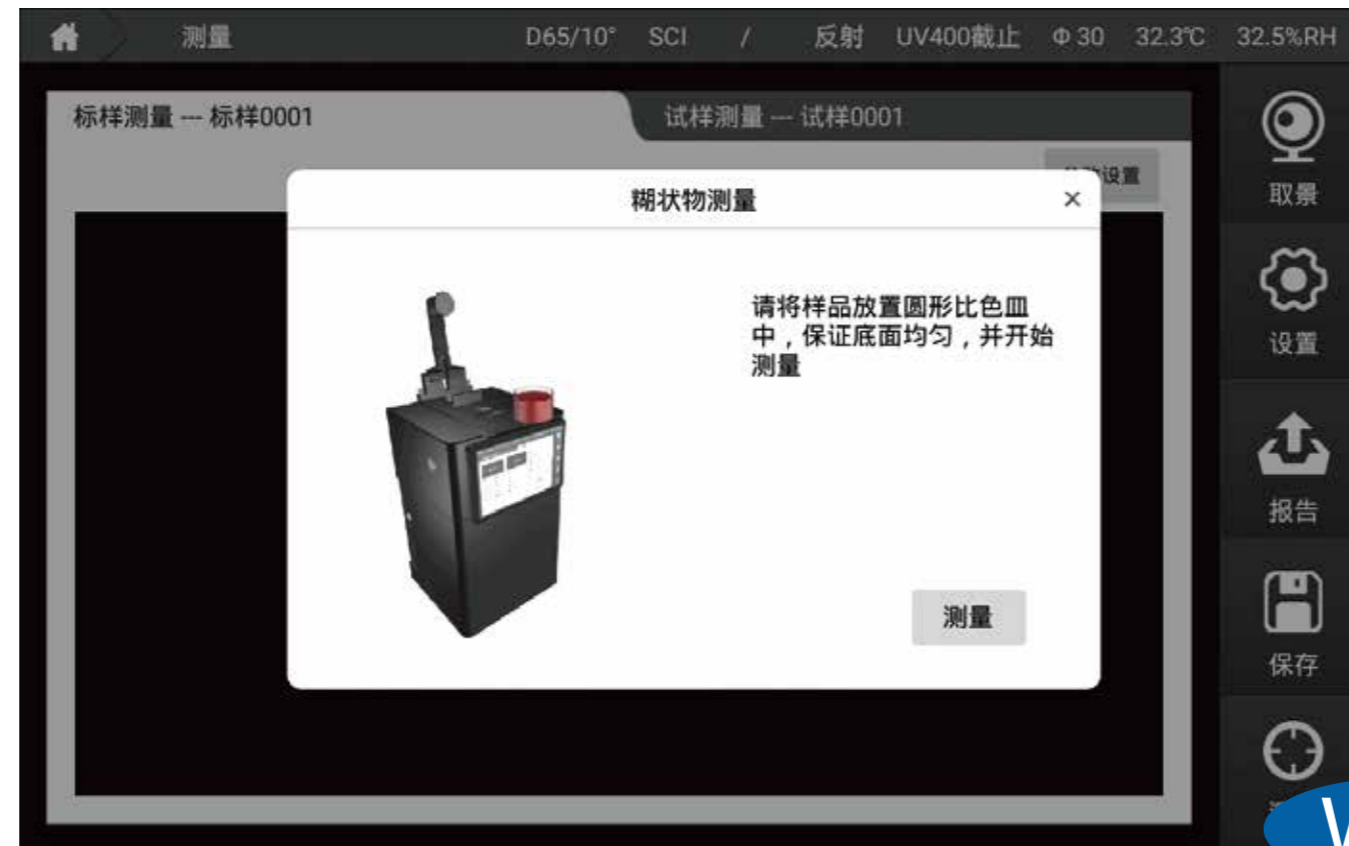 测量 D65/10° SCI / 反射 UV400截止 Φ30 32.3℃ 32.5%RH
标样测量 --- 标样0001 试样测量 --- 试样0001
设置
取景
糊状物测量 ×
请将样品放置圆形比色皿
中，保证底面均匀，并开始
测量
设置
报告
测量
保存